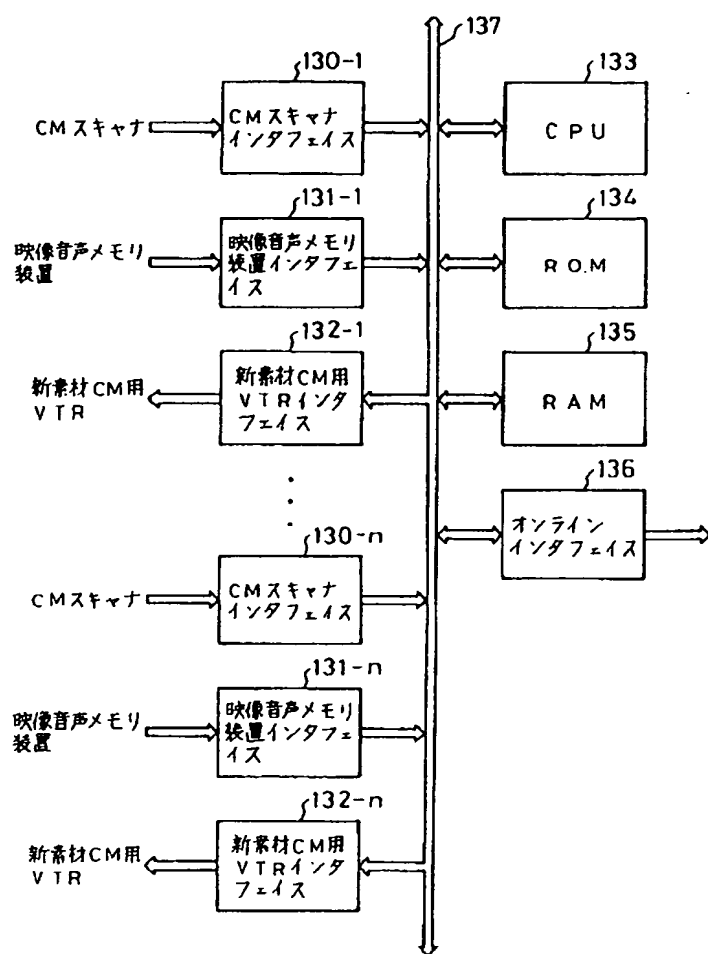 137
130-1
CMスキャナ
CMスキャナ
インタフェイス
133
CPU
131-1
映像音声メモリ
装置
映像音声メモリ
装置インタフェ
イス
134
ROM
132-1
新素材CM用
VTR
新素材CM用
VTRインタ
フェイス
135
RAM
136
オンライン
インタフェイス
130-n
CMスキャナ
CMスキャナ
インタフェイス
131-n
映像音声メモリ
装置
映像音声メモリ
装置インタフェ
イス
132-n
新素材CM用
VTR
新素材CM用
VTRインタ
フェイス